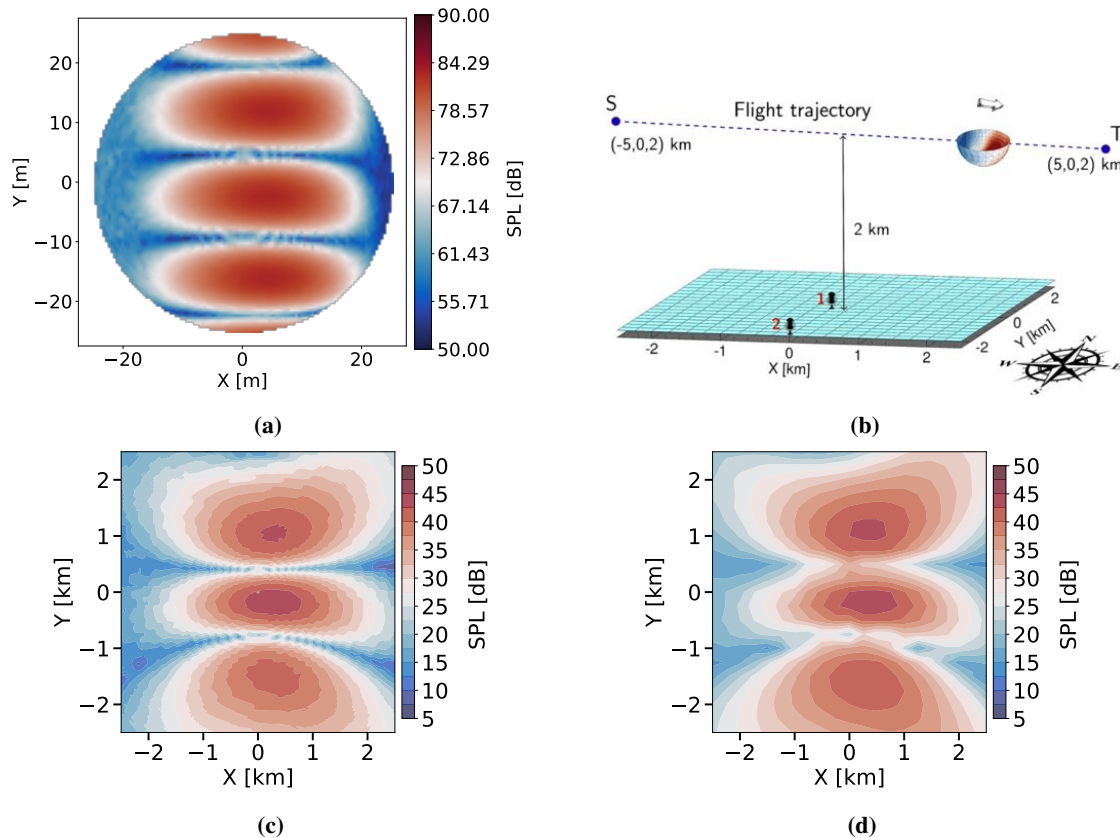 90.00
84.29
78.57
72.86
67.14
61.43
55.71
50.00
SPL [dB]
20
10
0
−10
−20
Y [m]
−20 0 20
X [m]
(a)
S
Flight trajectory
T
(-5,0,2) km
(5,0,2) km
2 km
1
2
-2 -1 0 1 2
X [km]
-2 0 2
Y [km]
N
W E
S
(b)
2
1
0
−1
−2
Y [km]
−2 −1 0 1 2
X [km]
50
45
40
35
30
25
20
15
10
5
SPL [dB]
(c)
2
1
0
−1
−2
Y [km]
−2 −1 0 1 2
X [km]
50
45
40
35
30
25
20
15
10
5
SPL [dB]
(d)